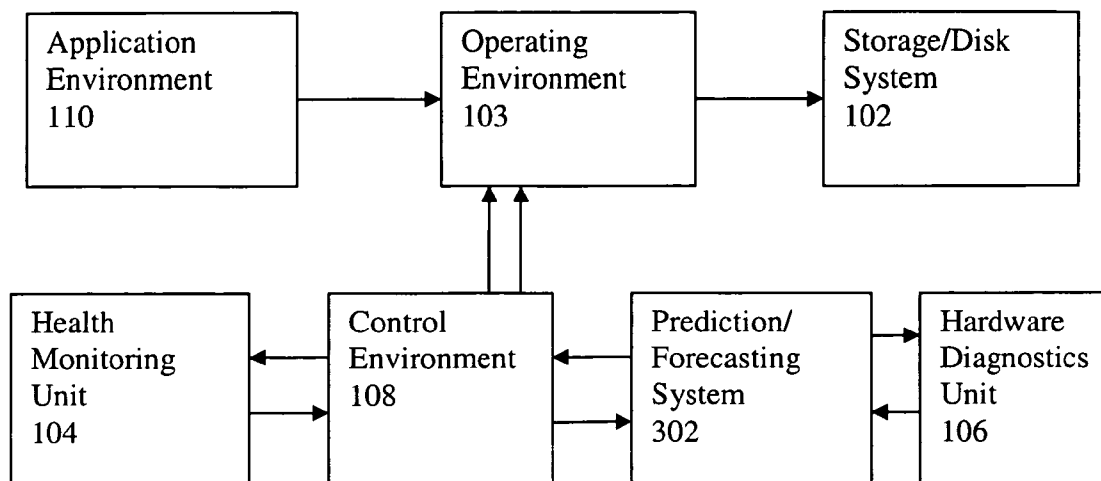 Application
Environment
110
Operating
Environment
103
Storage/Disk
System
102
Health
Monitoring
Unit
104
Control
Environment
108
Prediction/
Forecasting
System
302
Hardware
Diagnostics
Unit
106